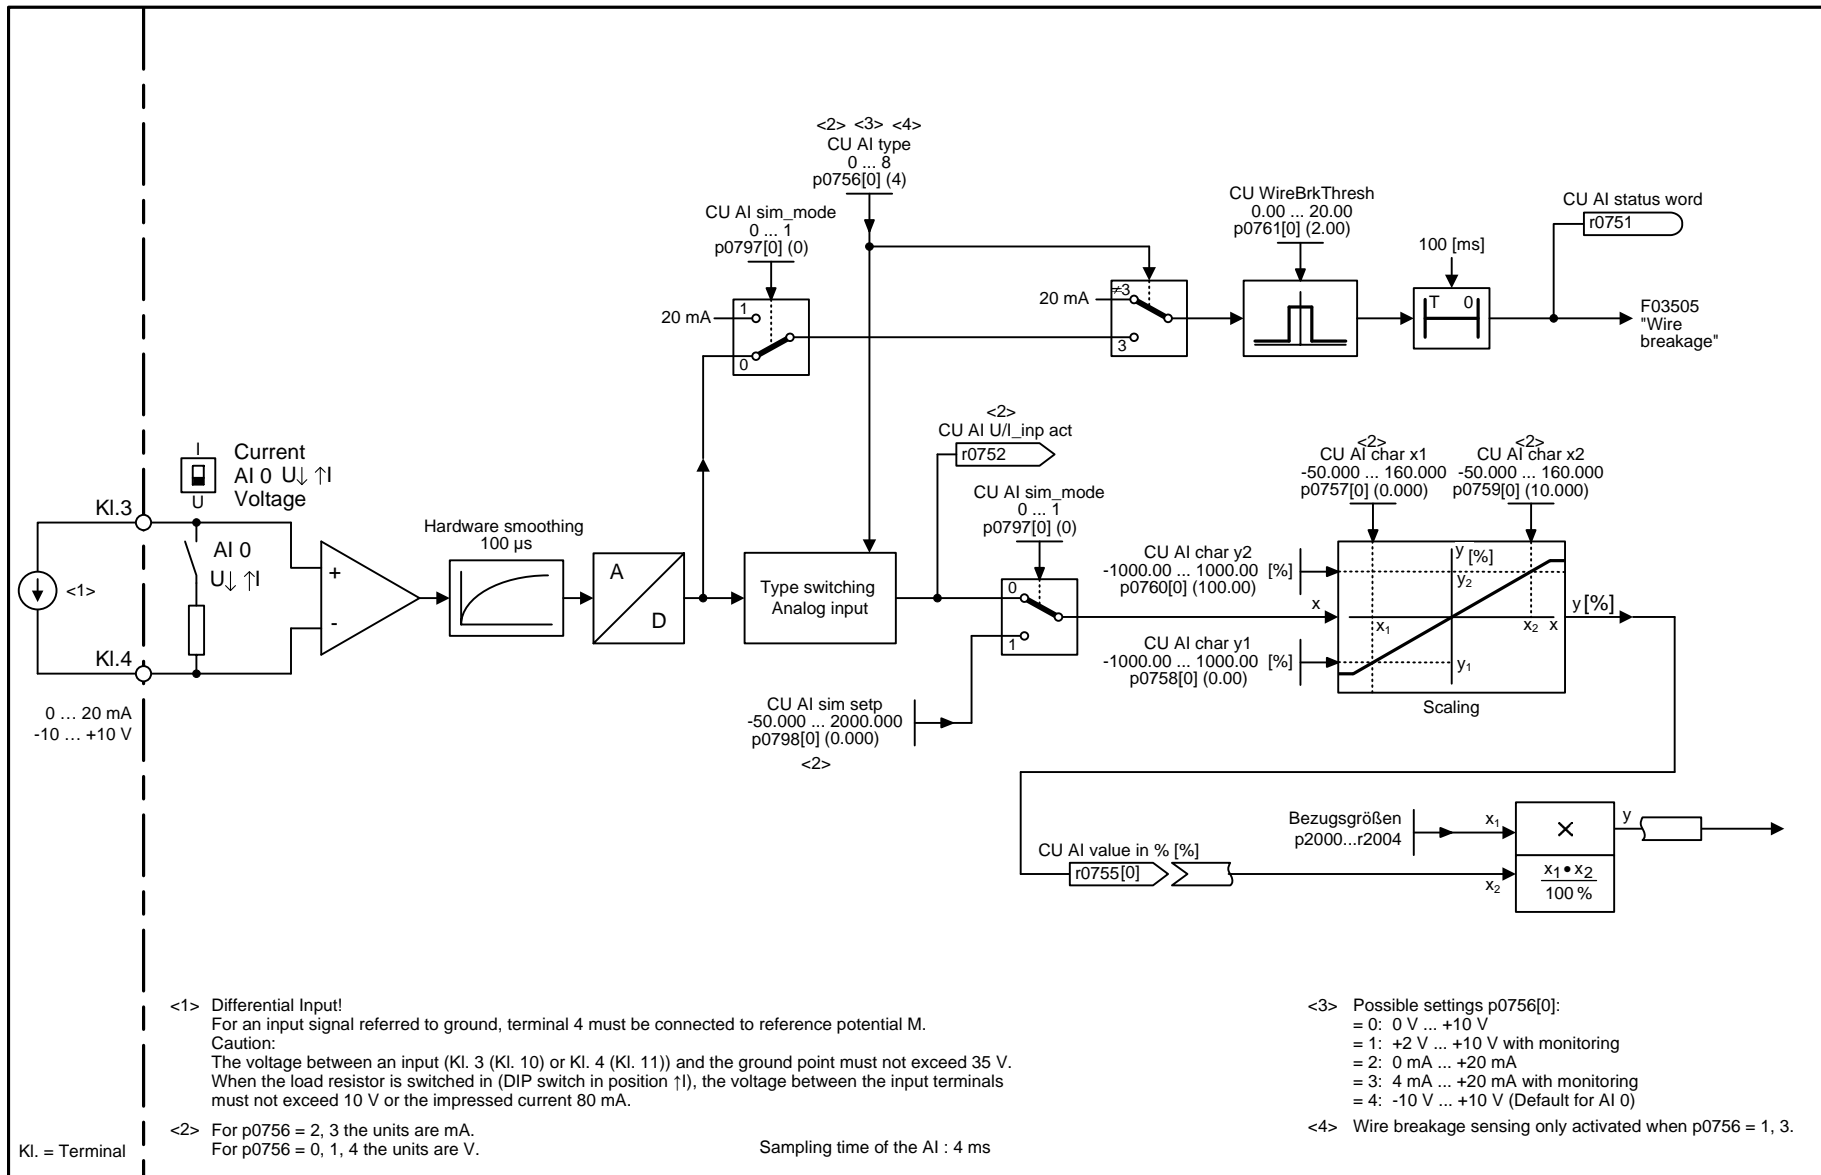 <2> <3> <4>
CU AI type
0 ... 8
p0756[0] (4)
CU AI sim_mode
0 ... 1
p0797[0] (0)
1
20 mA
0
CU WireBrkThresh
0.00 ... 20.00
p0761[0] (2.00)
CU AI status word
r0751
100 [ms]
≠3
20 mA
3
T 0
F03505
"Wire
breakage"
I
Current
AI 0 U↓ ↑I
U
Voltage
Kl.3
AI 0
U↓ ↑I
<1>
Kl.4
0 ... 20 mA
-10 ... +10 V
+
-
Hardware smoothing
100 µs
A
D
Type switching
Analog input
<2>
CU AI U/I_inp act
r0752
CU AI sim_mode
0 ... 1
p0797[0] (0)
0
1
CU AI sim setp
-50.000 ... 2000.000
p0798[0] (0.000)
<2>
<2>
CU AI char x1
-50.000 ... 160.000
p0757[0] (0.000)
<2>
CU AI char x2
-50.000 ... 160.000
p0759[0] (10.000)
CU AI char y2
-1000.00 ... 1000.00 [%]
p0760[0] (100.00)
x
CU AI char y1
-1000.00 ... 1000.00 [%]
p0758[0] (0.00)
y [%]
y2
x1
x2 x
y1
y [%]
Scaling
Bezugsgrößen
p2000...r2004
x1
×
y
CU AI value in % [%]
r0755[0]
x2
x1 • x2
100 %
<1> Differential Input!
For an input signal referred to ground, terminal 4 must be connected to reference potential M.
Caution:
The voltage between an input (Kl. 3 (Kl. 10) or Kl. 4 (Kl. 11)) and the ground point must not exceed 35 V.
When the load resistor is switched in (DIP switch in position ↑I), the voltage between the input terminals
must not exceed 10 V or the impressed current 80 mA.
<2> For p0756 = 2, 3 the units are mA.
For p0756 = 0, 1, 4 the units are V.
Sampling time of the AI : 4 ms
<3> Possible settings p0756[0]:
= 0: 0 V ... +10 V
= 1: +2 V ... +10 V with monitoring
= 2: 0 mA ... +20 mA
= 3: 4 mA ... +20 mA with monitoring
= 4: -10 V ... +10 V (Default for AI 0)
<4> Wire breakage sensing only activated when p0756 = 1, 3.
Kl. = Terminal